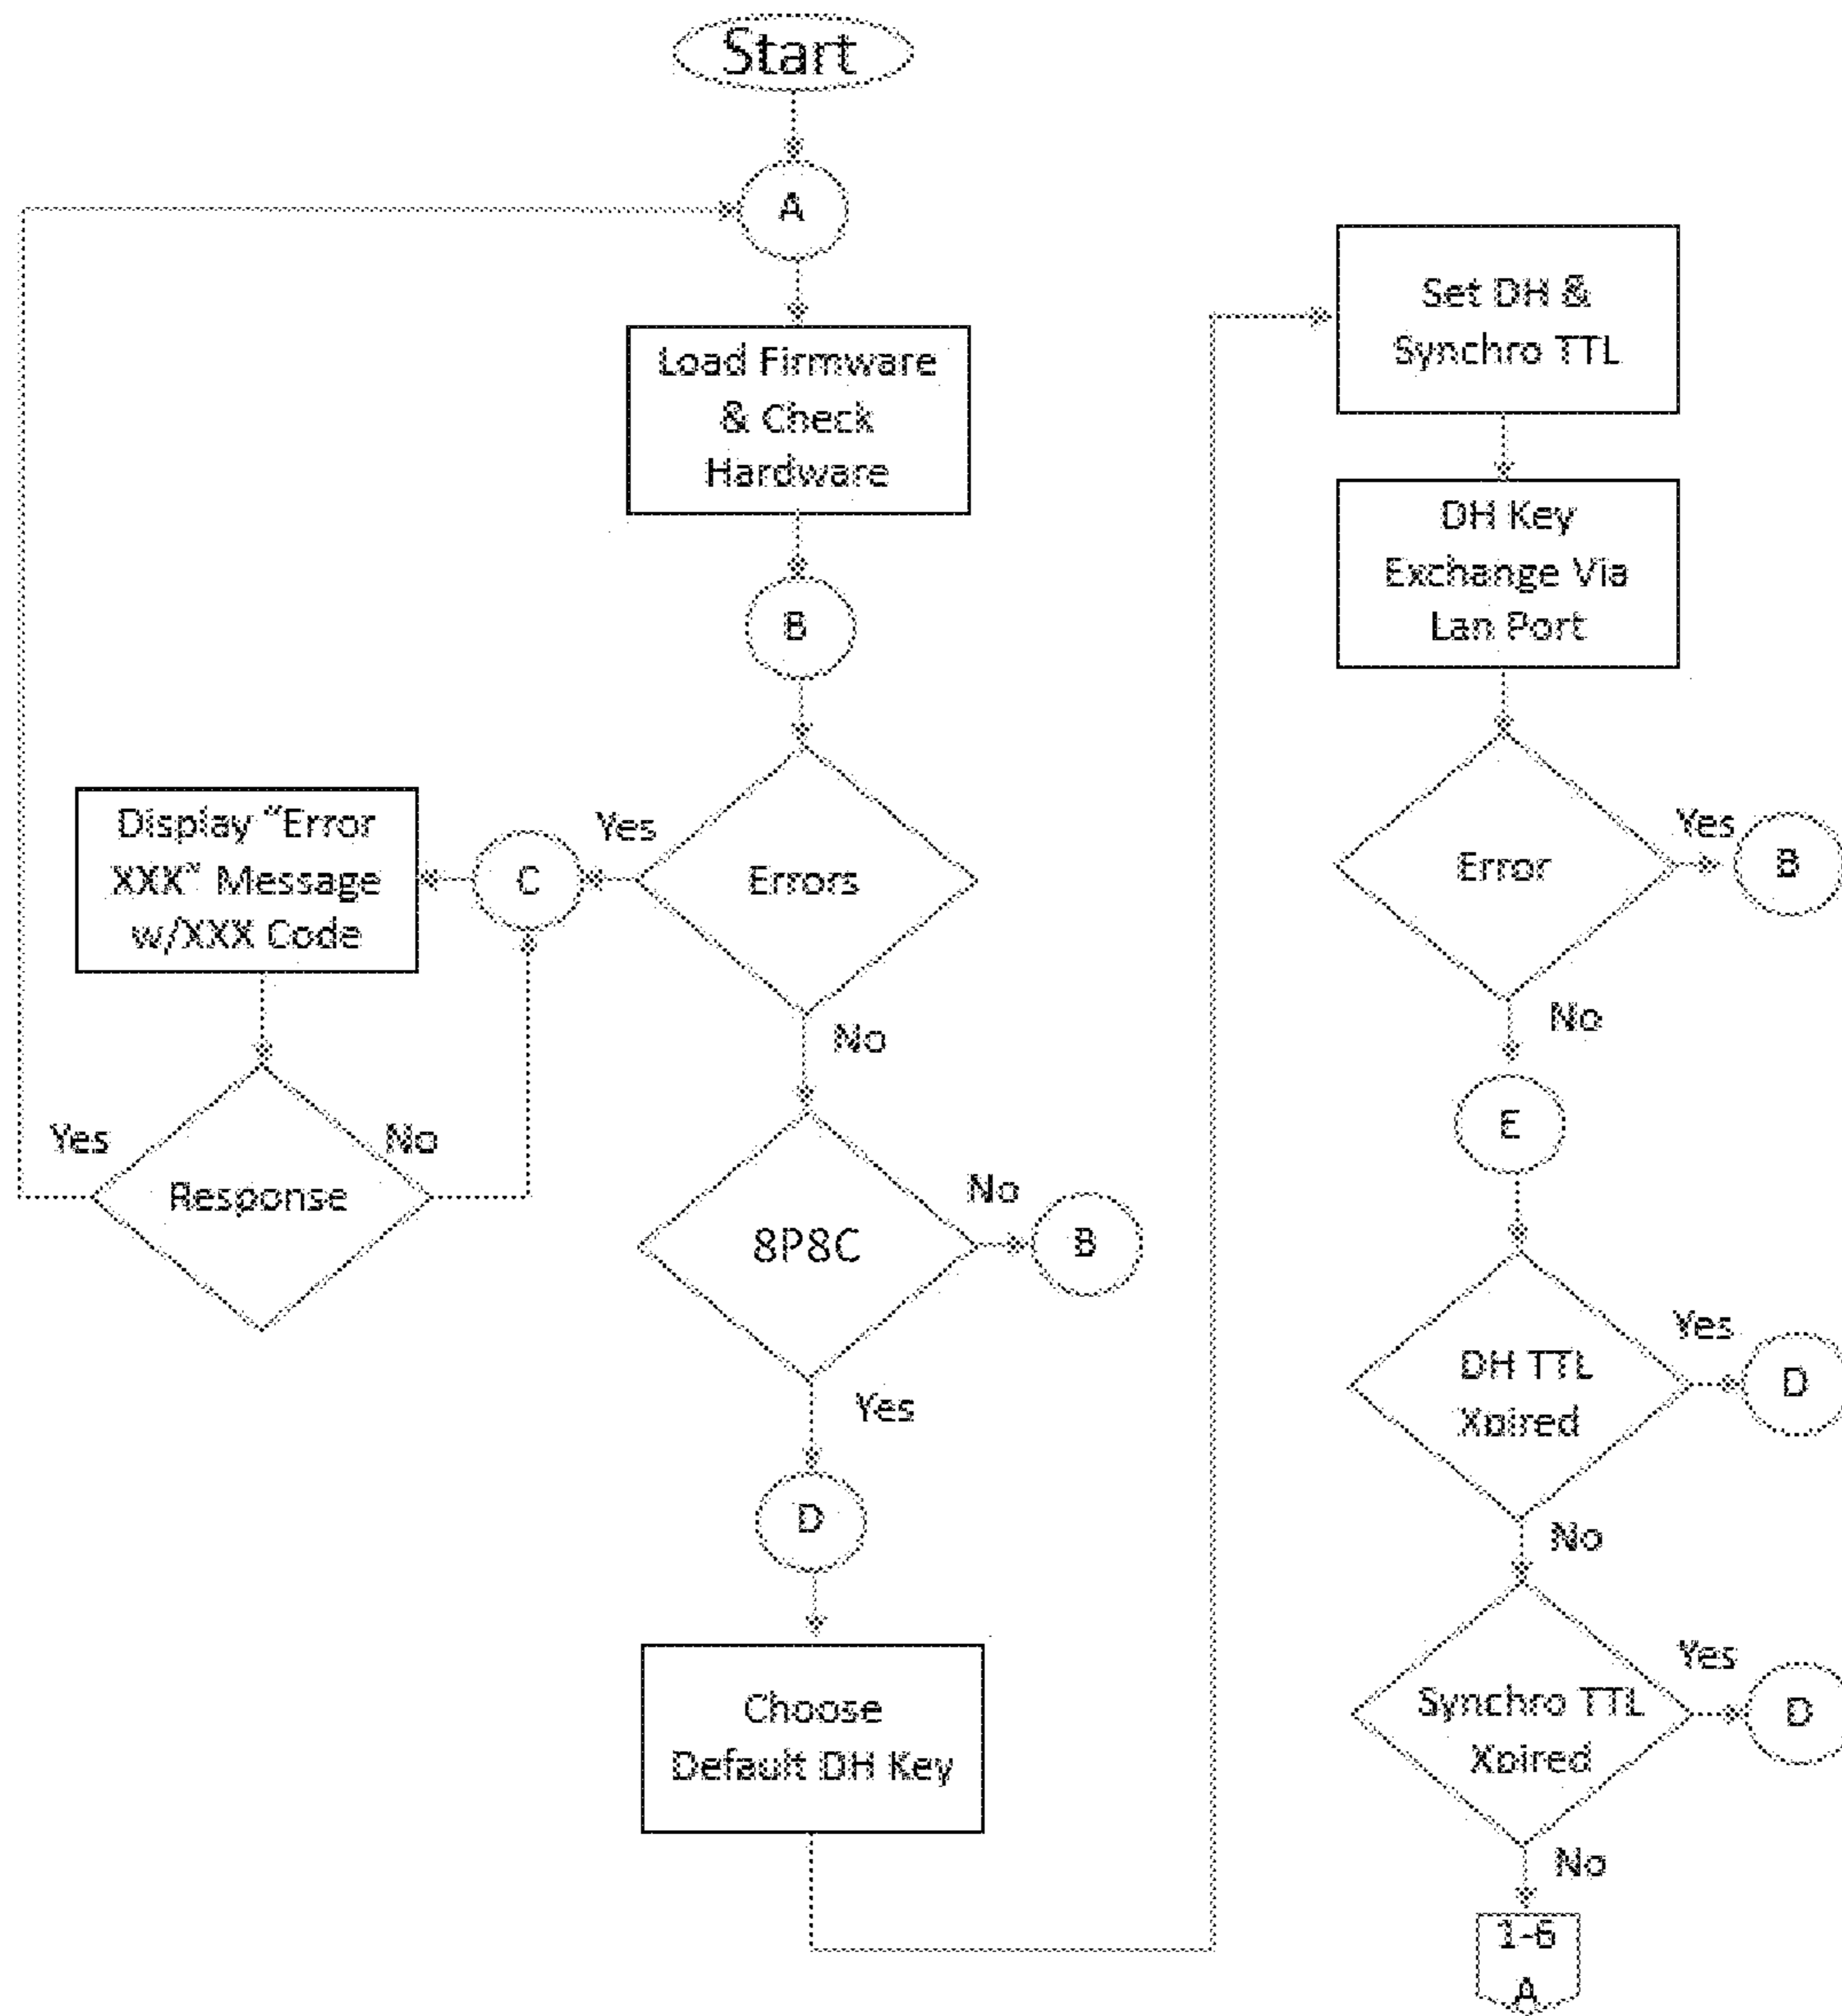 Start
A
Load Firmware
& Check
Hardware
B
Errors
Yes
C
Display “Error
XXX” Message
w/XXX Code
Response
Yes
No
No
8P8C
No
B
Yes
D
Choose
Default DH Key
Set DH &
Synchro TTL
DH Key
Exchange Via
Lan Port
Error
Yes
B
No
E
DH TTL
Xpired
Yes
D
No
Synchro TTL
Xpired
Yes
D
No
1-6
A